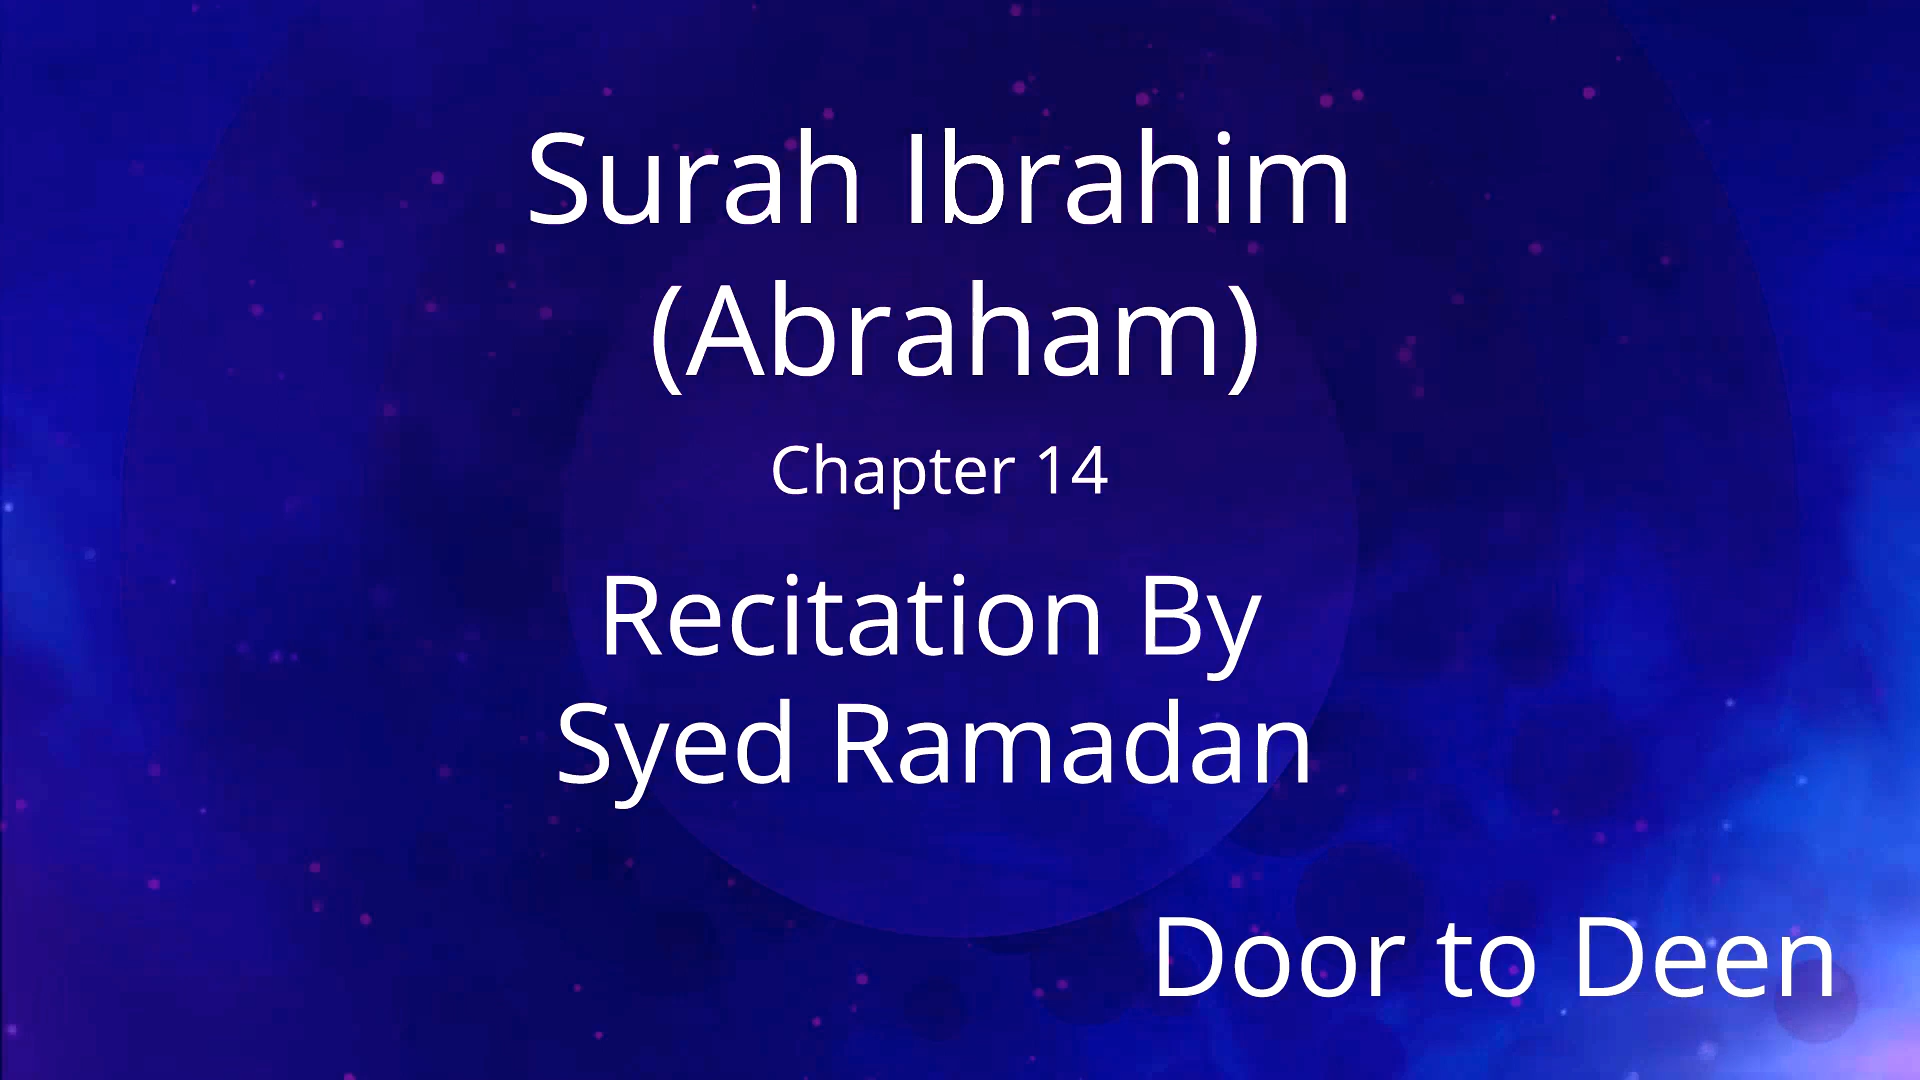 Surah Ibrahim
(Abraham)
Chapter 14
Recitation By
Syed Ramadan
Door to Deen